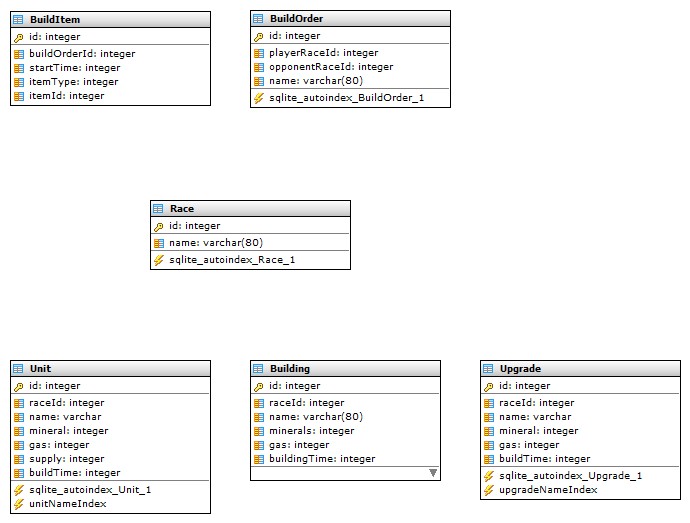 BuildItem
id: integer
buildOrderId: integer
startTime: integer
itemType: integer
itemId: integer
BuildOrder
id: integer
playerRaceId: integer
opponentRaceId: integer
name: varchar(80)
sqlite_autoindex_BuildOrder_1
Race
id: integer
name: varchar(80)
sqlite_autoindex_Race_1
Unit
id: integer
raceId: integer
name: varchar
mineral: integer
gas: integer
supply: integer
buildTime: integer
sqlite_autoindex_Unit_1
unitNameIndex
Building
id: integer
raceId: integer
name: varchar(80)
minerals: integer
gas: integer
buildingTime: integer
Upgrade
id: integer
raceId: integer
name: varchar
mineral: integer
gas: integer
buildTime: integer
sqlite_autoindex_Upgrade_1
upgradeNameIndex